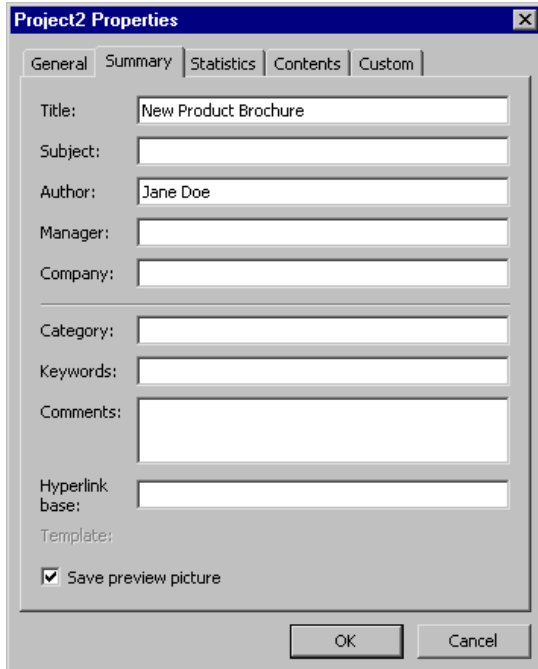 Project2 Properties
General Summary Statistics Contents Custom
Title: New Product Brochure
Subject:
Author: Jane Doe
Manager:
Company:
Category:
Keywords:
Comments:
Hyperlink
base:
Template:
Save preview picture
OK Cancel